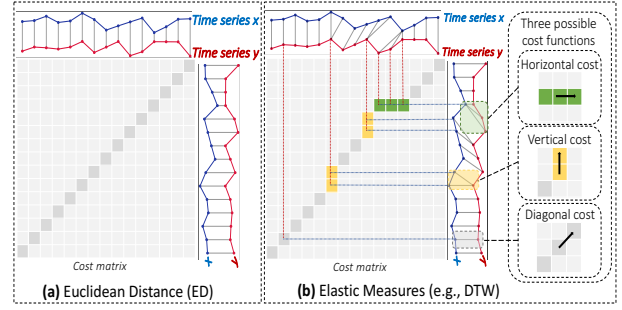 Time series x
Time series y
Cost matrix
x
y
(a) Euclidean Distance (ED)
Time series x
Time series y
Cost matrix
x
y
(b) Elastic Measures (e.g., DTW)
Three possible
cost functions
Horizontal cost
Vertical cost
Diagonal cost